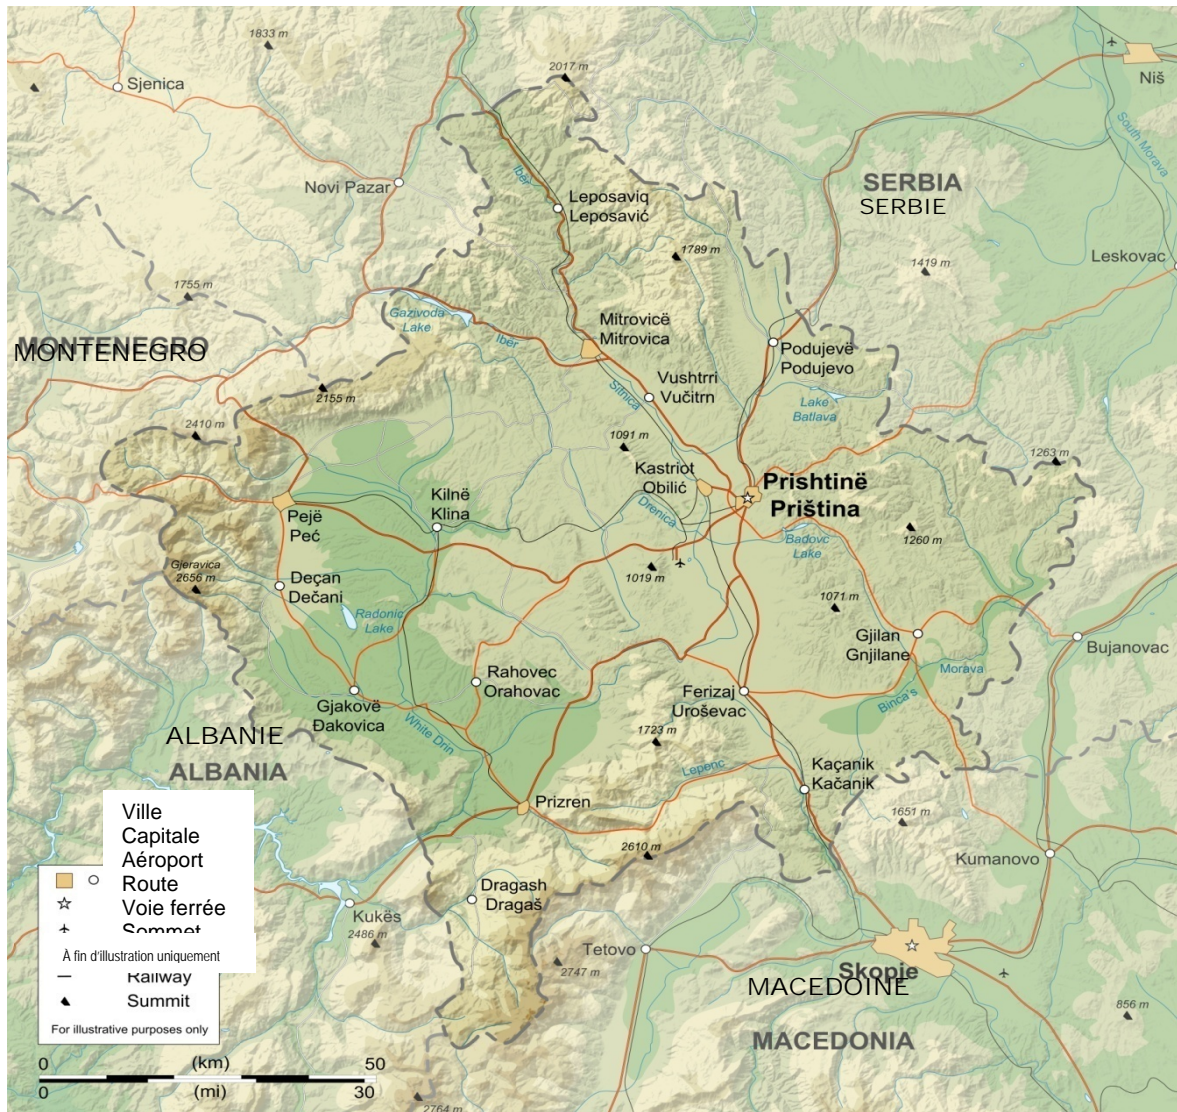 1833 m
2017 m
Niš
Sjenica
South Morava
Ibër
Novi Pazar
Leposaviq
Leposavić
SERBIA
SERBIE
1789 m
1419 m
Leskovac
1755 m
Gazivoda
Lake
Iber
Mitrovicë
Mitrovica
MONTENEGRO
MONTENEGRO
Podujevë
Podujevo
Vushtrri
Vučitrn
Sitnica
2155 m
Lake
Batlava
2410 m
1091 m
1263 m
Kastriot
Obilić
Prishtinë
Priština
Kilnë
Klina
Drenica
Pejë
Peć
Badovc
Lake
1260 m
Gjeravica
2656 m
1019 m
Deçan
Dečani
Radonic
Lake
1071 m
Gjilan
Gnjilane
Bujanovac
Morava
Binca's
Rahovec
Orahovac
Ferizaj
Uroševac
Gjakovë
Đakovica
White Drin
ALBANIE
ALBANIA
1723 m
Lepenc
Kaçanik
Kačanik
Prizren
1651 m
2610 m
Kumanovo
Dragash
Dragaš
Kukës
2486 m
Tetovo
2747 m
Skopje
MACEDOINE
MACEDONIA
856 m
2764 m
Ville
Capitale
Aéroport
Route
Voie ferrée
Sommet
À fin d'illustration uniquement
Railway
Summit
For illustrative purposes only
0 (km) 50
0 (mi) 30